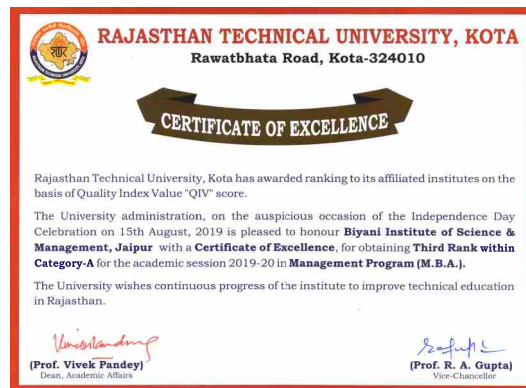 RAJASTHAN TECHNICAL UNIVERSITY, KOTA
Rawatbhata Road, Kota-324010
CERTIFICATE OF EXCELLENCE
Rajasthan Technical University, Kota has awarded ranking to its affiliated institutes on the
basis of Quality Index Value "QIV" score.
The University administration, on the auspicious occasion of the Independence Day
Celebration on 15th August, 2019 is pleased to honour Biyani Institute of Science &
Management, Jaipur with a Certificate of Excellence, for obtaining Third Rank within
Category-A for the academic session 2019-20 in Management Program (M.B.A.).
The University wishes continuous progress of the institute to improve technical education
in Rajasthan.
(Prof. Vivek Pandey)
Dean, Academic Affairs
(Prof. R. A. Gupta)
Vice-Chancellor